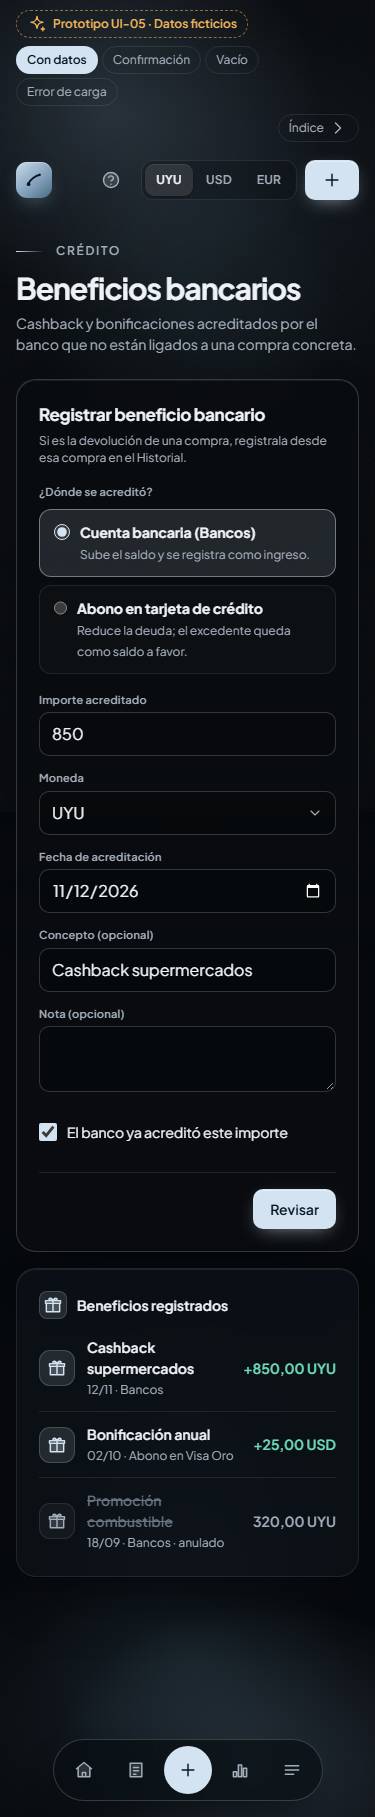 Prototipo UI-05 · Datos ficticios
Con datos
Confirmación
Vacío
Error de carga
Índice
UYU
USD
EUR
CRÉDITO
Beneficios bancarios
Cashback y bonificaciones acreditados por el
banco que no están ligados a una compra concreta.
Registrar beneficio bancario
Si es la devolución de una compra, registrala desde
esa compra en el Historial.
¿Dónde se acreditó?
Cuenta bancaria (Bancos)
Sube el saldo y se registra como ingreso.
Abono en tarjeta de crédito
Reduce la deuda; el excedente queda
como saldo a favor.
Importe acreditado
850
Moneda
UYU
Fecha de acreditación
11/12/2026
Concepto (opcional)
Cashback supermercados
Nota (opcional)
El banco ya acreditó este importe
Revisar
Beneficios registrados
Cashback
supermercados
+850,00 UYU
12/11 · Bancos
Bonificación anual
+25,00 USD
02/10 · Abono en Visa Oro
Promoción
combustible
320,00 UYU
18/09 · Bancos · anulado